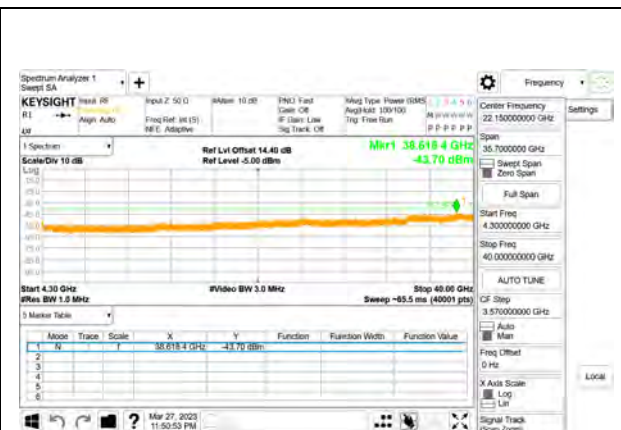 Spectrum Analyzer 1
Swept SA
+
Frequency
KEYSIGHT Input: RF
Input Z: 50 Ω
#Atten: 10 dB
PNO: Fast
#Avg Type: Power (RMS
1 2 3 4 5 6
R L
Align: Auto
Freq Ref: Int (S)
NFE: Adaptive
Gate: Off
IF Gain: Low
Sig Track: Off
Avg|Hold: 100/100
Trig: Free Run
P P P P P P
Center Frequency
22.150000000 GHz
Settings
1 Spectrum
Ref Lvl Offset 14.40 dB
Mkr1 38.618 4 GHz
Scale/Div 10 dB
Ref Level -5.00 dBm
-43.70 dBm
Log
Span
35.7000000 GHz
Swept Span
Zero Span
Full Span
Start Freq
4.300000000 GHz
Stop Freq
40.000000000 GHz
AUTO TUNE
Start 4.30 GHz
#Video BW 3.0 MHz
Stop 40.00 GHz
#Res BW 1.0 MHz
Sweep ~65.5 ms (40001 pts)
CF Step
3.570000000 GHz
Auto
Man
5 Marker Table
Mode Trace Scale X Y Function Function Width Function Value
1 N 1 f 38.618 4 GHz -43.70 dBm
2
3
4
5
6
Freq Offset
0 Hz
X Axis Scale
Log
Lin
Local
Signal Track
(Span Zoom)
?
Mar 27, 2023
11:50:53 PM